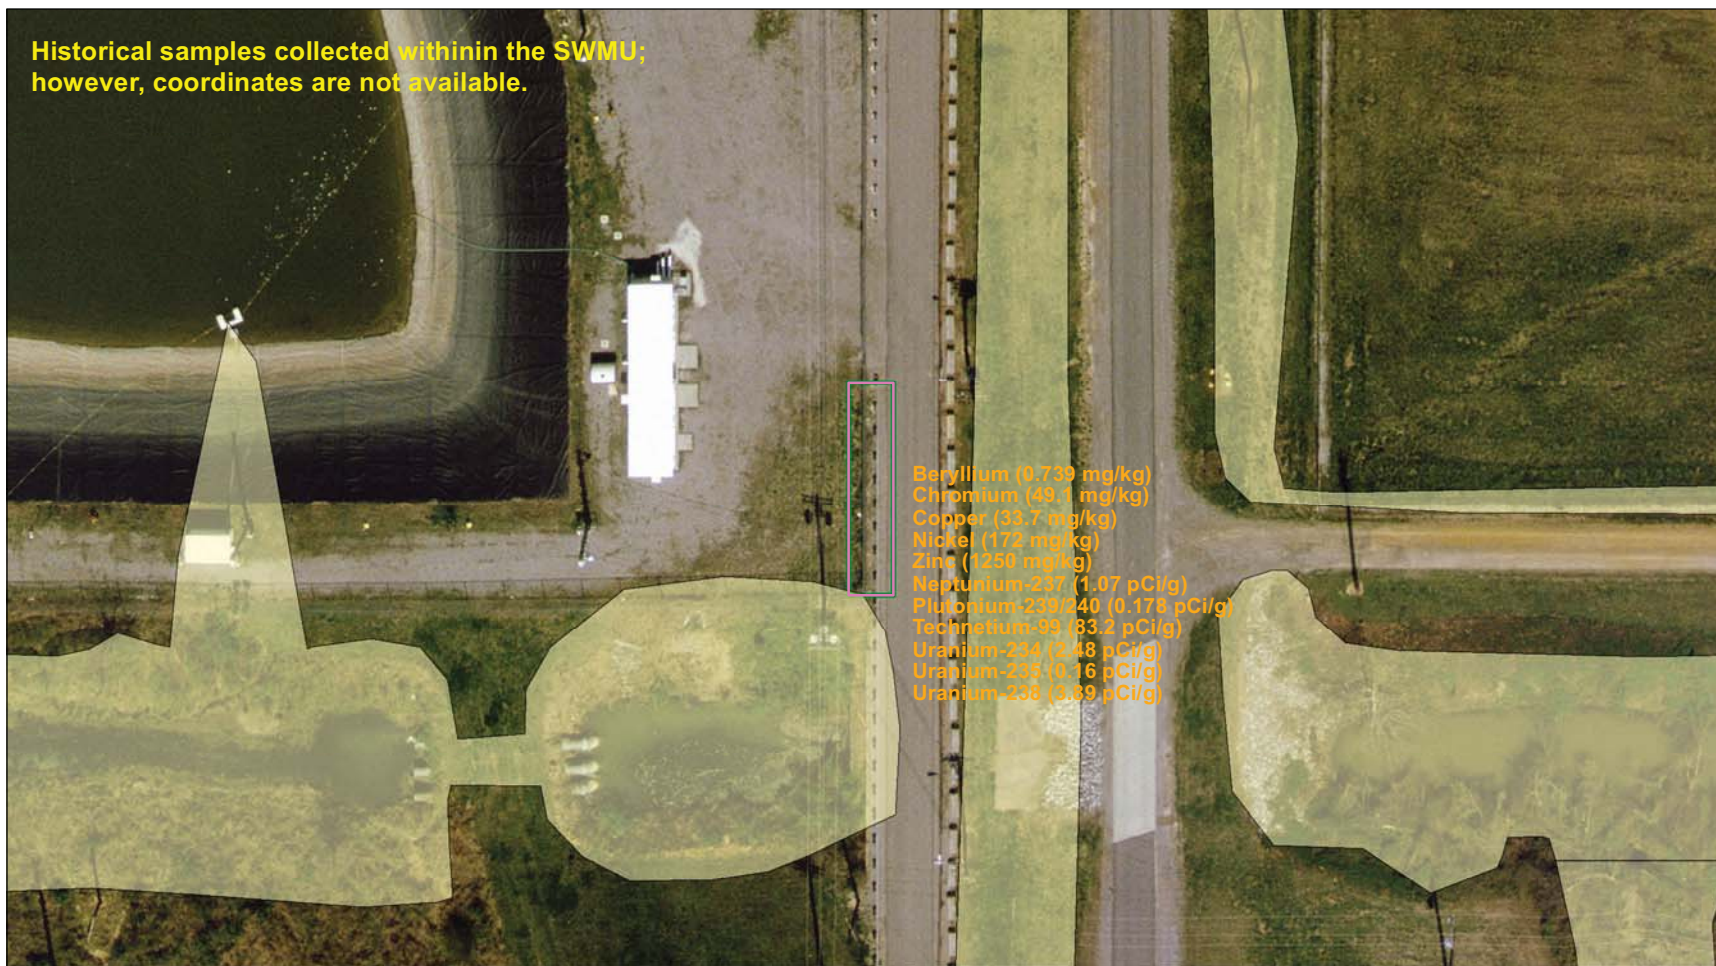 Historical samples collected withinin the SWMU;
however, coordinates are not available.
Beryllium (0.739 mg/kg)
Chromium (49.1 mg/kg)
Copper (33.7 mg/kg)
Nickel (172 mg/kg)
Zinc (1250 mg/kg)
Neptunium-237 (1.07 pCi/g)
Plutonium-239/240 (0.178 pCi/g)
Technetium-99 (83.2 pCi/g)
Uranium-234 (2.48 pCi/g)
Uranium-235 (0.16 pCi/g)
Uranium-238 (3.89 pCi/g)